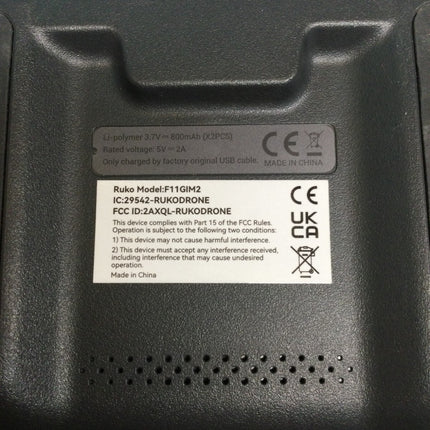 Li-polymer 3.7V⎓800mAh (X2PCS)
Rated voltage: 5V⎓2A
Only charged by factory original USB cable.
CE
MADE IN CHINA
Ruko Model:F11GIM2
IC:29542-RUKODRONE
FCC ID:2AXQL-RUKODRONE
This device complies with Part 15 of the FCC Rules.
Operation is subject to the following two conditions:
1) This device may not cause harmful interference.
2) This device must accept any interference received,
including interference that may cause undesired
operation.
Made in China
CE
UK
CA